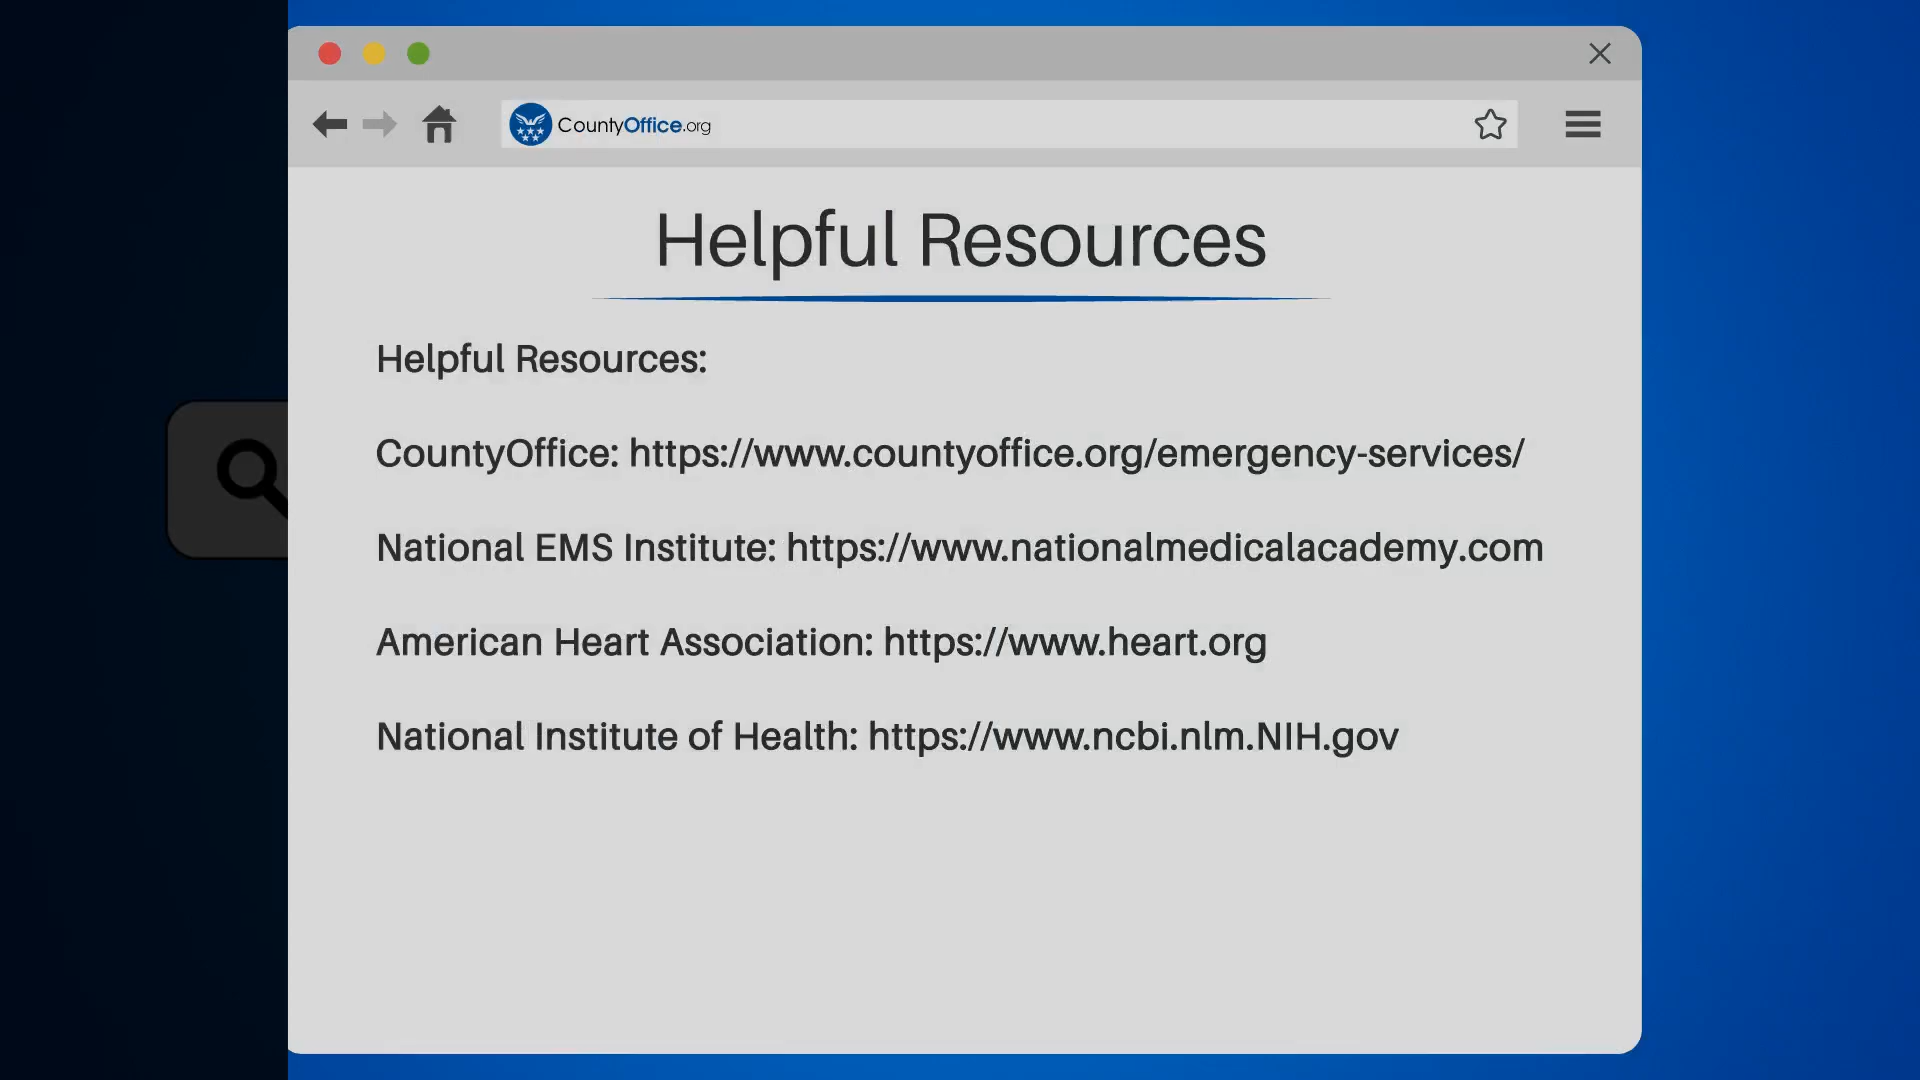 CountyOffice.org
Helpful Resources
Helpful Resources:
CountyOffice: https://www.countyoffice.org/emergency-services/
National EMS Institute: https://www.nationalmedicalacademy.com
American Heart Association: https://www.heart.org
National Institute of Health: https://www.ncbi.nlm.NIH.gov